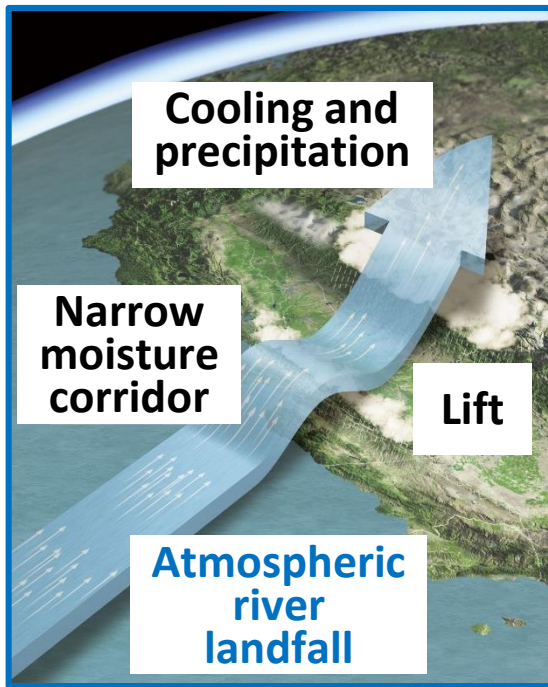 Cooling and
precipitation
Narrow
moisture
corridor
Lift
Atmospheric
river
landfall